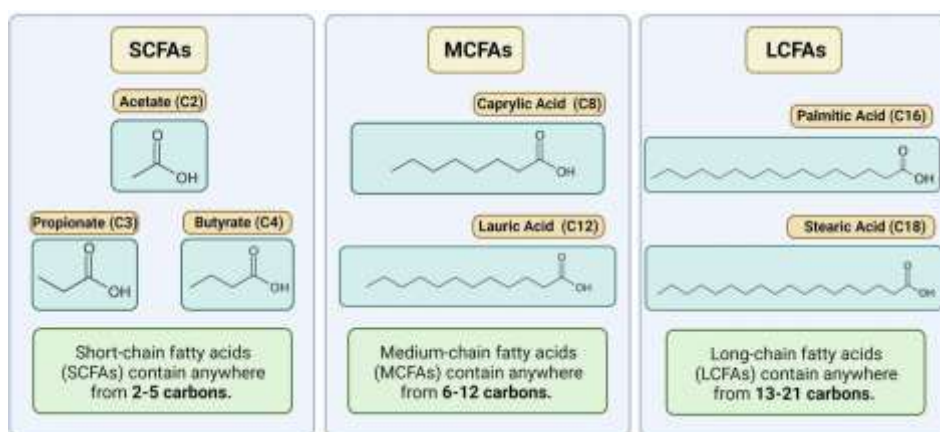 SCFAs
Acetate (C2)
O
OH
Propionate (C3)
O
OH
Butyrate (C4)
O
OH
Short-chain fatty acids
(SCFAs) contain anywhere
from 2-5 carbons.
MCFAs
Caprylic Acid (C8)
O
OH
Lauric Acid (C12)
O
OH
Medium-chain fatty acids
(MCFAs) contain anywhere
from 6-12 carbons.
LCFAs
Palmitic Acid (C16)
O
OH
Stearic Acid (C18)
O
OH
Long-chain fatty acids
(LCFAs) contain anywhere
from 13-21 carbons.